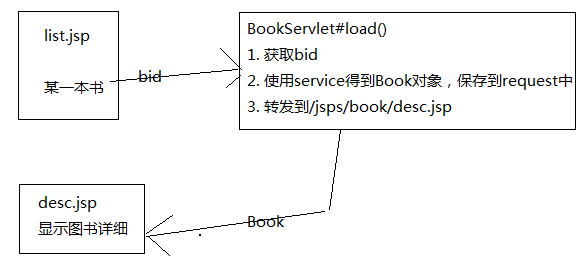 list.jsp
某一本书
bid
BookServlet#load()
1. 获取bid
2. 使用service得到Book对象，保存到request中
3. 转发到/jsps/book/desc.jsp
desc.jsp
显示图书详细
Book